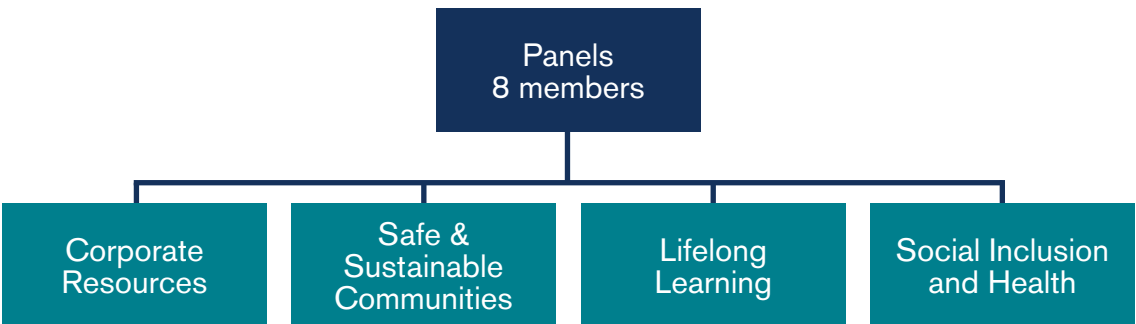 Panels
8 members
Corporate
Resources
Safe &
Sustainable
Communities
Lifelong
Learning
Social Inclusion
and Health